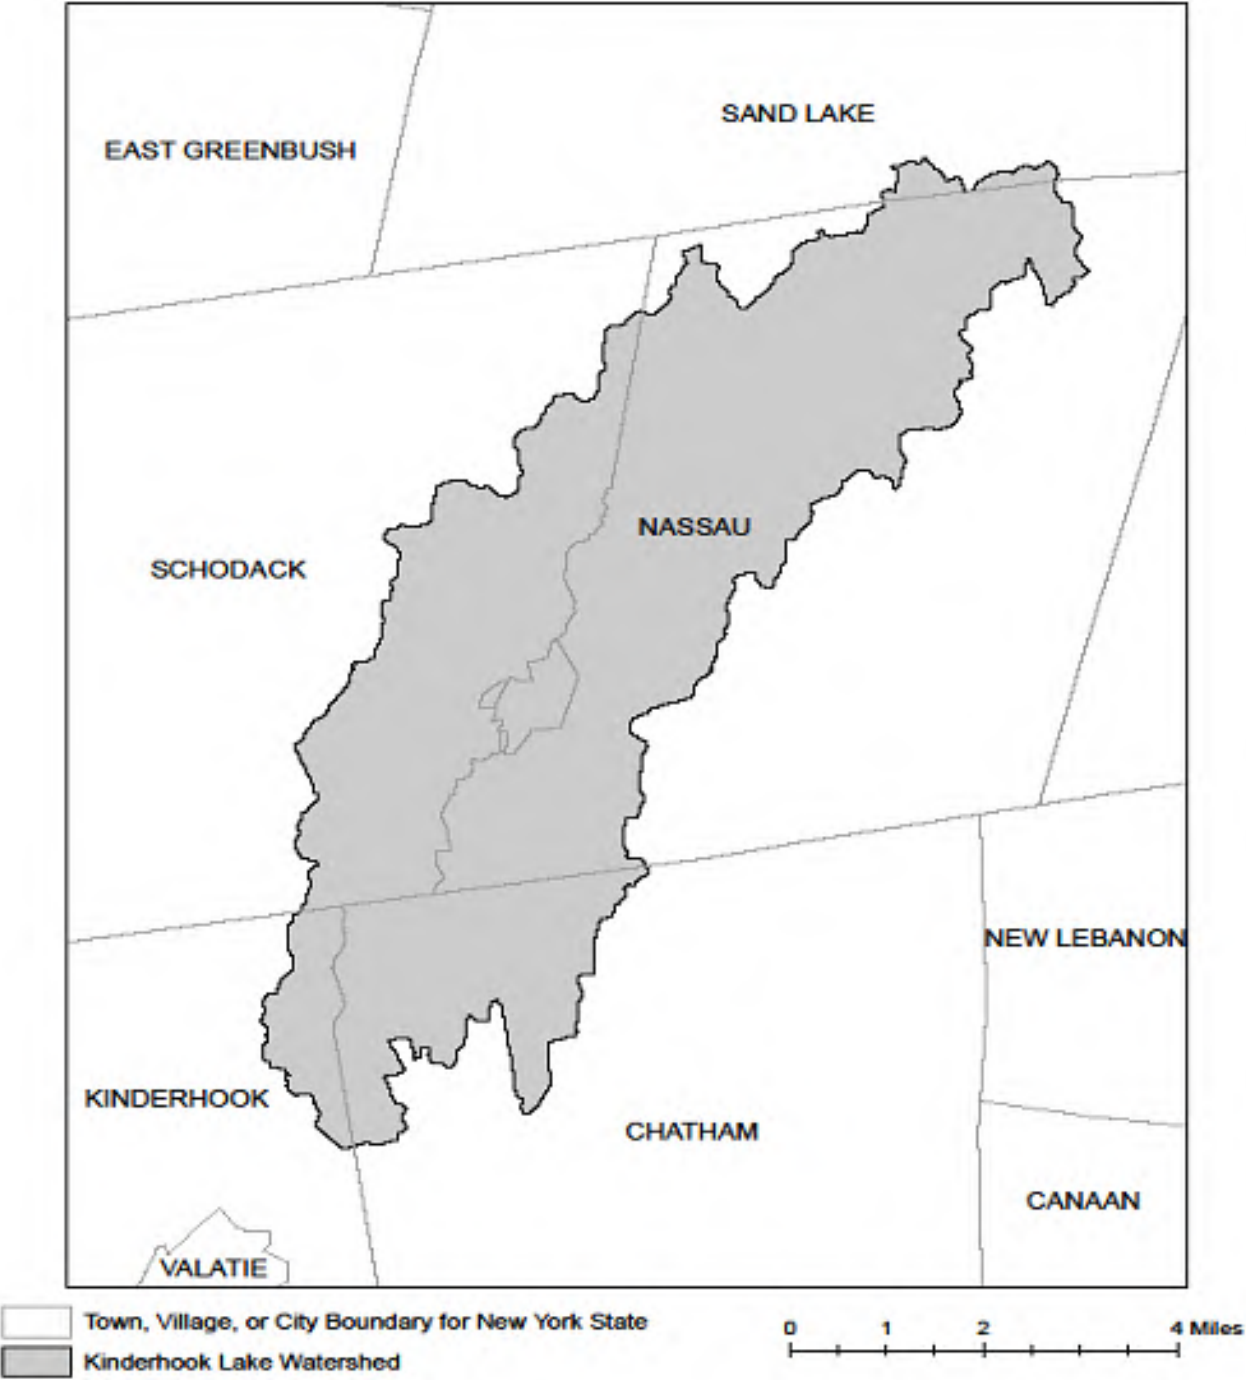 SAND LAKE
EAST GREENBUSH
NASSAU
SCHODACK
NEW LEBANON
KINDERHOOK
CHATHAM
CANAAN
VALATIE
Town, Village, or City Boundary for New York State
Kinderhook Lake Watershed
0 1 2 4 Miles